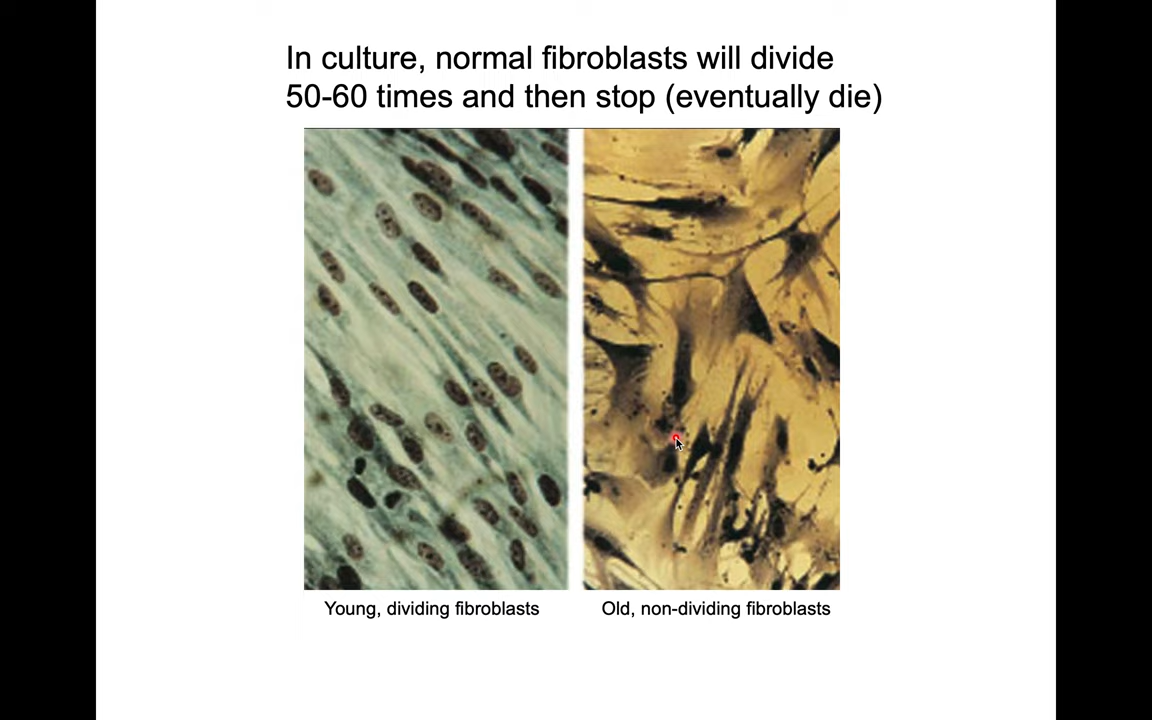 In culture, normal fibroblasts will divide
50-60 times and then stop (eventually die)
Young, dividing fibroblasts
Old, non-dividing fibroblasts